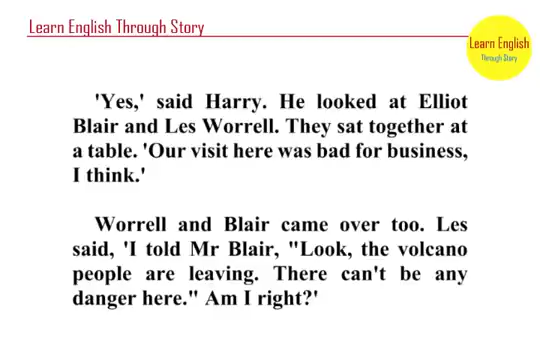 Learn English Through Story
Learn English
Through Story
'Yes,' said Harry. He looked at Elliot
Blair and Les Worrell. They sat together at
a table. 'Our visit here was bad for business,
I think.'
Worrell and Blair came over too. Les
said, 'I told Mr Blair, "Look, the volcano
people are leaving. There can't be any
danger here." Am I right?'